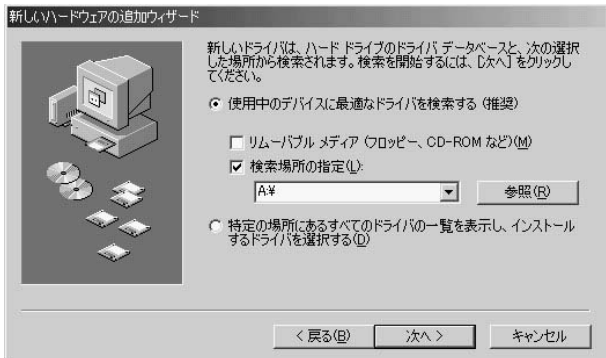 新しいハードウェアの追加ウィザード
新しいドライバは、ハード ドライブのドライバ データベースと、次の選択
した場所から検索されます。検索を開始するには、[次へ] をクリックし
てください。
使用中のデバイスに最適なドライバを検索する (推奨)
リムーバブル メディア (フロッピー、CD-ROM など)(M)
検索場所の指定(L):
A:¥
参照(R)
特定の場所にあるすべてのドライバの一覧を表示し、インストール
するドライバを選択する(D)
< 戻る(B)
次へ >
キャンセル